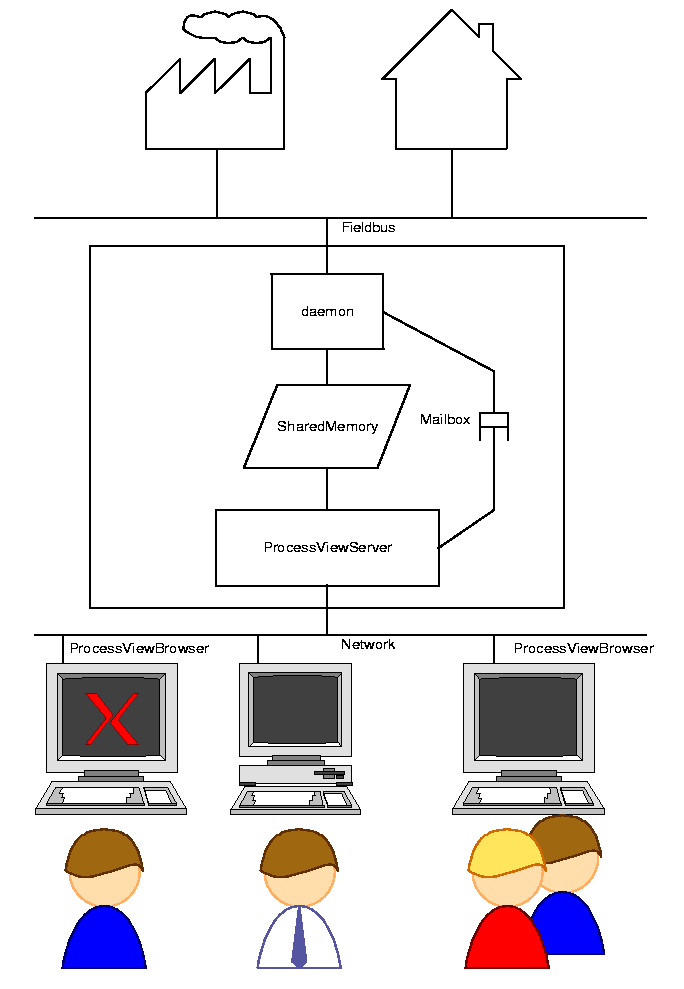 Fieldbus
daemon
Mailbox
SharedMemory
ProcessViewServer
Network
ProcessViewBrowser
ProcessViewBrowser